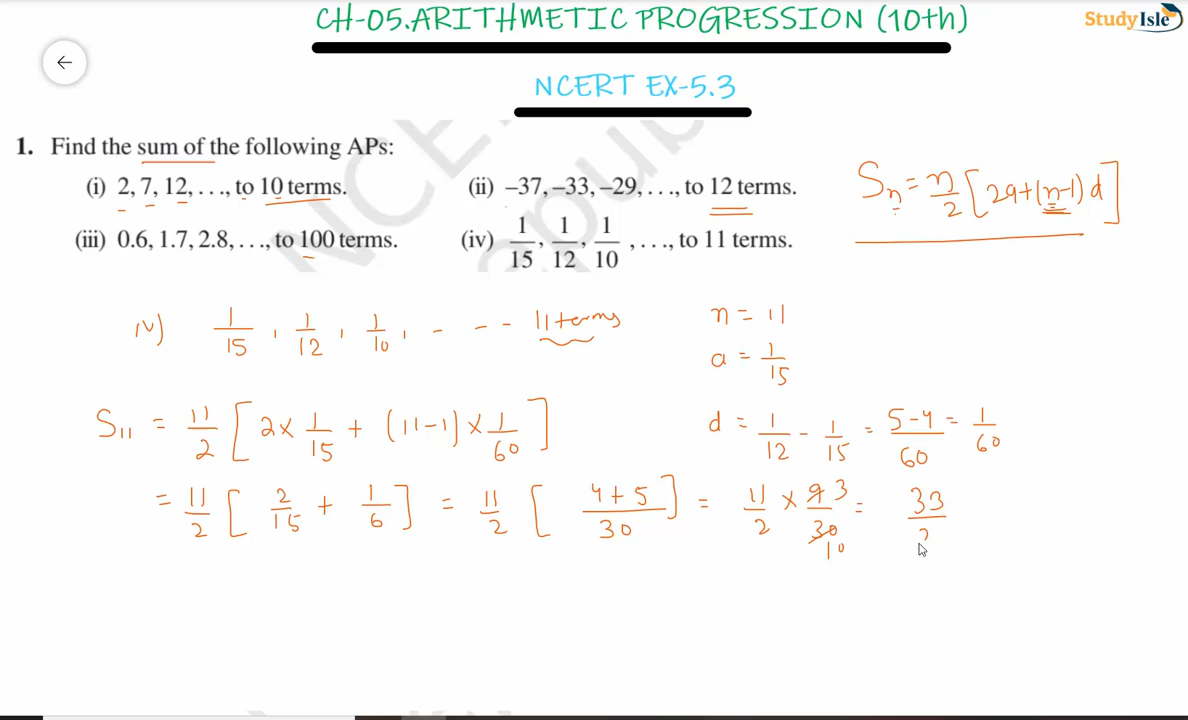 CH-05.ARITHMETIC PROGRESSION (10th)
StudyIsle
NCERT EX-5.3
1. Find the sum of the following APs:
(i) 2, 7, 12, . . ., to 10 terms.
(ii) –37, –33, –29, . . ., to 12 terms.
(iii) 0.6, 1.7, 2.8, . . ., to 100 terms.
(iv) 1/15, 1/12, 1/10, . . ., to 11 terms.
Sn = n/2 [2a+(n-1)d]
iv) 1/15, 1/12, 1/10, - - - 11 terms
n = 11
a = 1/15
d = 1/12 - 1/15 = 5-4/60 = 1/60
S11 = 11/2 [2× 1/15 + (11-1) × 1/60]
= 11/2 [2/15 + 1/6] = 11/2 [4+5/30] = 11/2 × 9 3/30 10 = 33/2